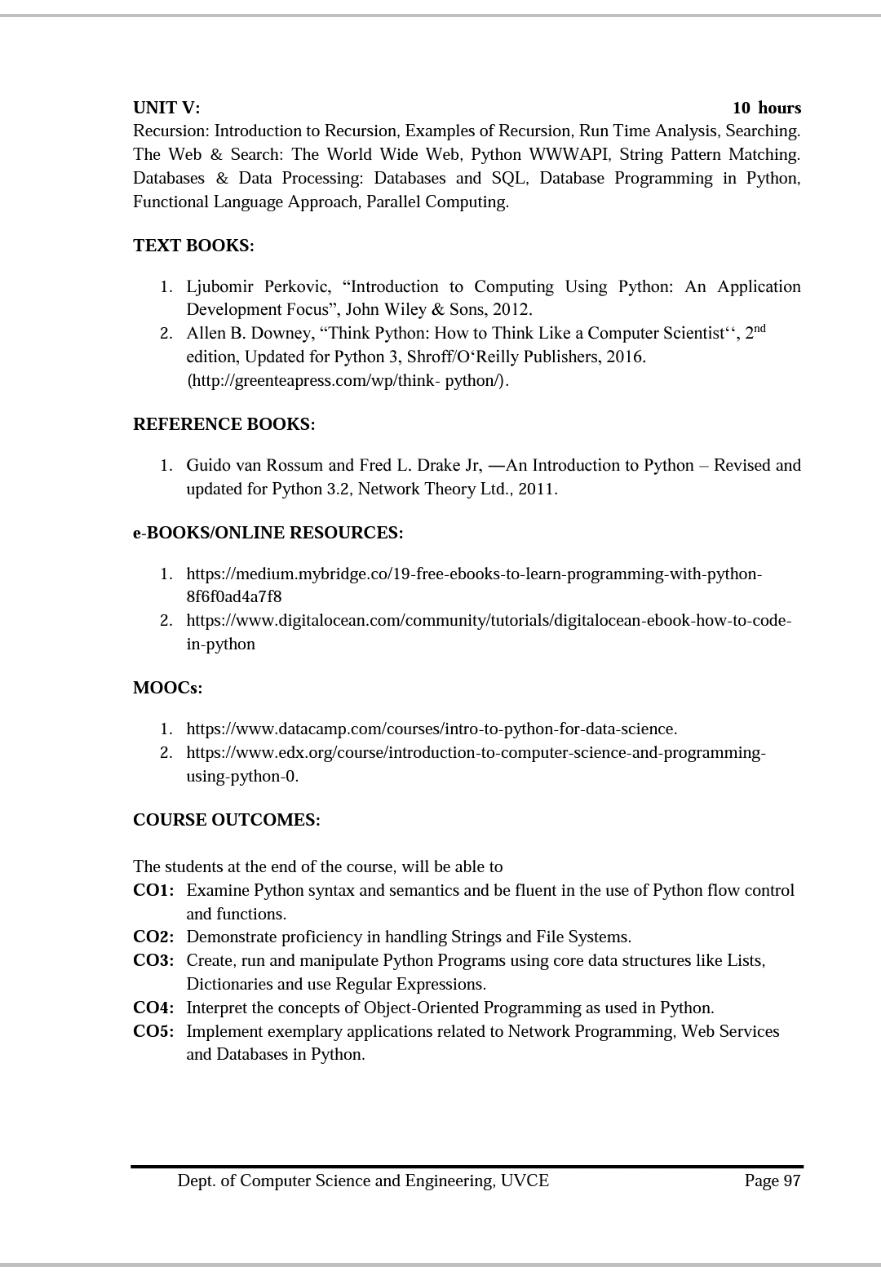 UNIT V: 10 hours
Recursion: Introduction to Recursion, Examples of Recursion, Run Time Analysis, Searching.
The Web & Search: The World Wide Web, Python WWWAPI, String Pattern Matching.
Databases & Data Processing: Databases and SQL, Database Programming in Python,
Functional Language Approach, Parallel Computing.
TEXT BOOKS:
1. Ljubomir Perkovic, “Introduction to Computing Using Python: An Application
Development Focus”, John Wiley & Sons, 2012.
2. Allen B. Downey, “Think Python: How to Think Like a Computer Scientist‘‘, 2nd
edition, Updated for Python 3, Shroff/O‘Reilly Publishers, 2016.
(http://greenteapress.com/wp/think- python/).
REFERENCE BOOKS:
1. Guido van Rossum and Fred L. Drake Jr, ―An Introduction to Python – Revised and
updated for Python 3.2, Network Theory Ltd., 2011.
e-BOOKS/ONLINE RESOURCES:
1. https://medium.mybridge.co/19-free-ebooks-to-learn-programming-with-python-
8f6f0ad4a7f8
2. https://www.digitalocean.com/community/tutorials/digitalocean-ebook-how-to-code-
in-python
MOOCs:
1. https://www.datacamp.com/courses/intro-to-python-for-data-science.
2. https://www.edx.org/course/introduction-to-computer-science-and-programming-
using-python-0.
COURSE OUTCOMES:
The students at the end of the course, will be able to
CO1: Examine Python syntax and semantics and be fluent in the use of Python flow control
and functions.
CO2: Demonstrate proficiency in handling Strings and File Systems.
CO3: Create, run and manipulate Python Programs using core data structures like Lists,
Dictionaries and use Regular Expressions.
CO4: Interpret the concepts of Object-Oriented Programming as used in Python.
CO5: Implement exemplary applications related to Network Programming, Web Services
and Databases in Python.
Dept. of Computer Science and Engineering, UVCE Page 97